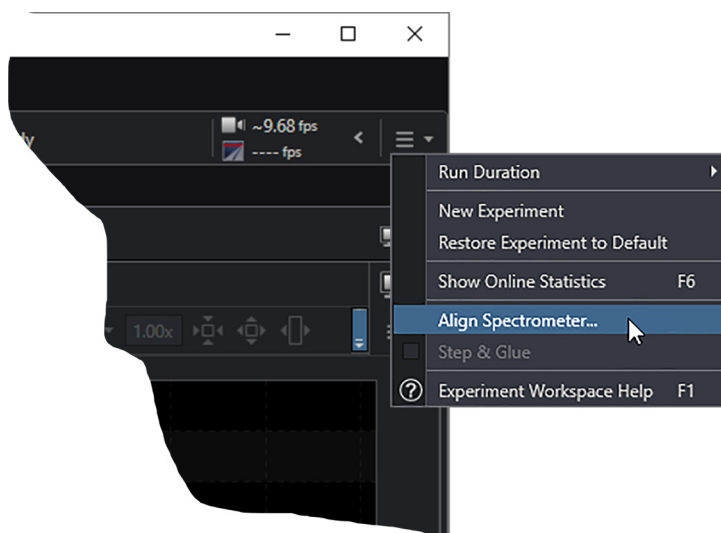 ~9.68 fps
---- fps
Run Duration
New Experiment
Restore Experiment to Default
Show Online Statistics F6
1.00x
Align Spectrometer...
Step & Glue
Experiment Workspace Help F1